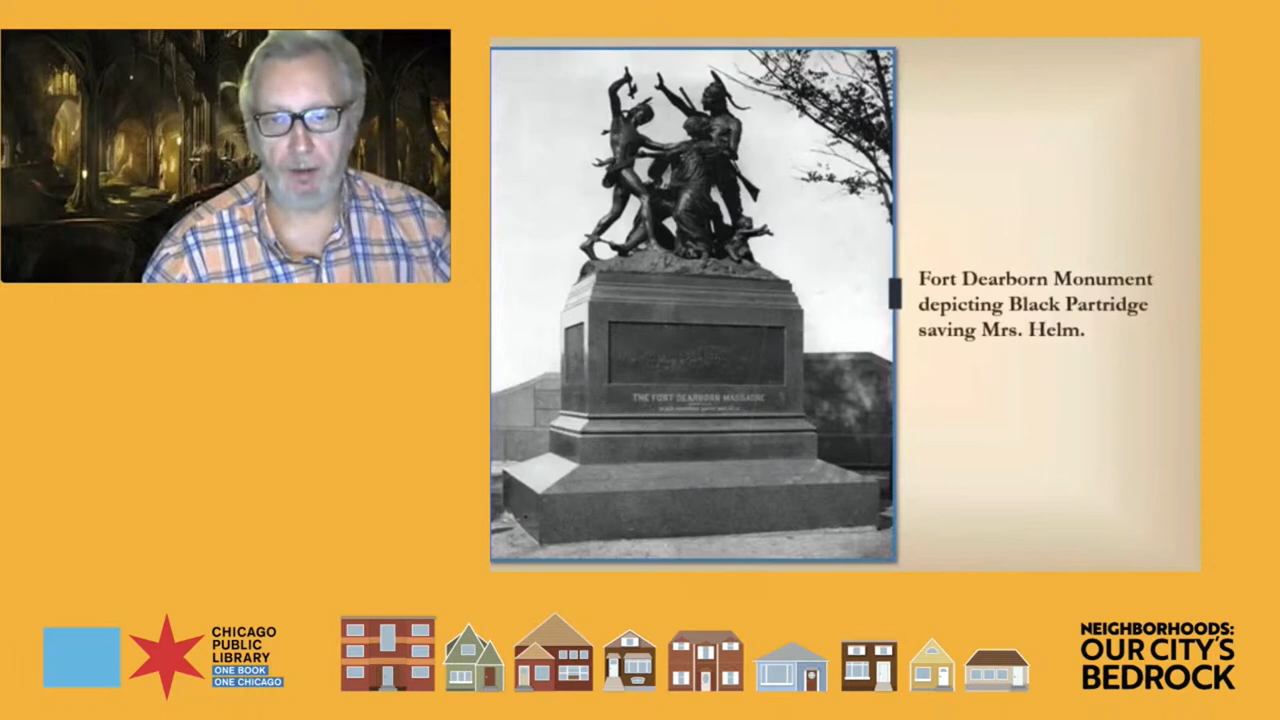 Fort Dearborn Monument
depicting Black Partridge
saving Mrs. Helm.
THE FORT DEARBORN MASSACRE
CHICAGO
PUBLIC
LIBRARY
ONE BOOK
ONE CHICAGO
NEIGHBORHOODS:
OUR CITY'S
BEDROCK